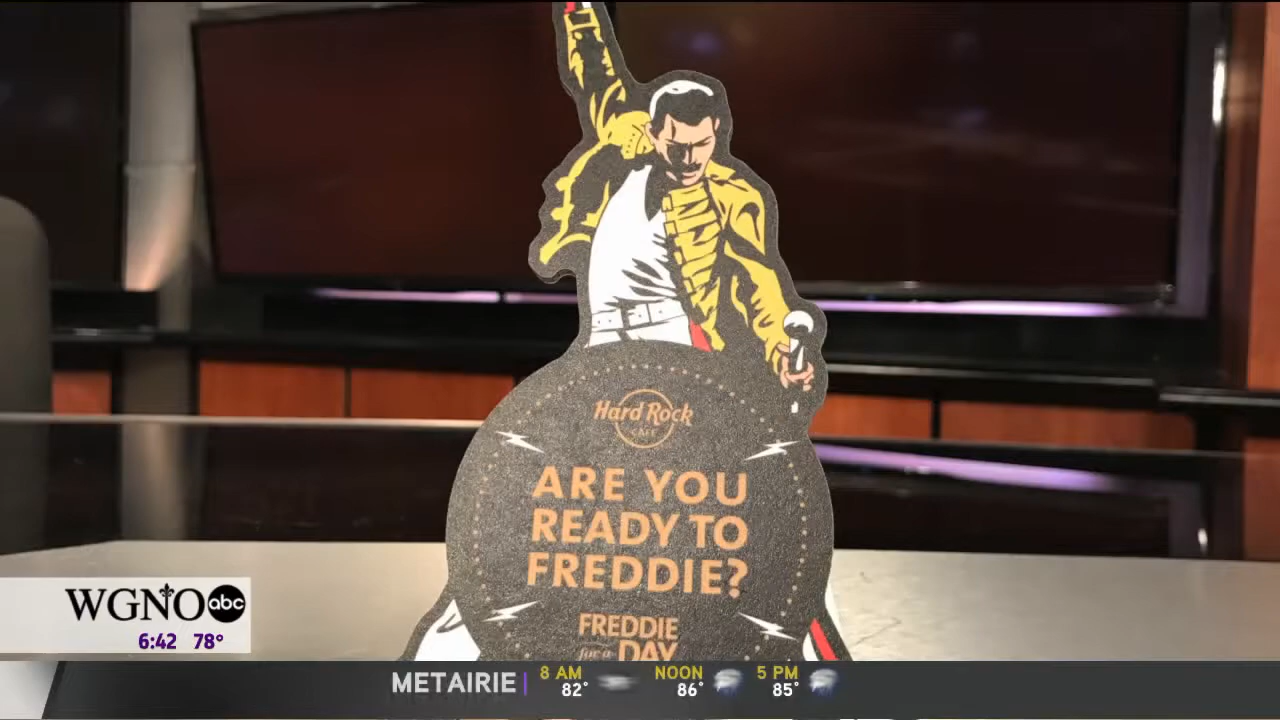 Hard Rock
CAFE
ARE YOU
READY TO
FREDDIE?
FREDDIE
for a DAY
WGNO abc
6:42 78°
METAIRIE
8 AM
82°
NOON
86°
5 PM
85°